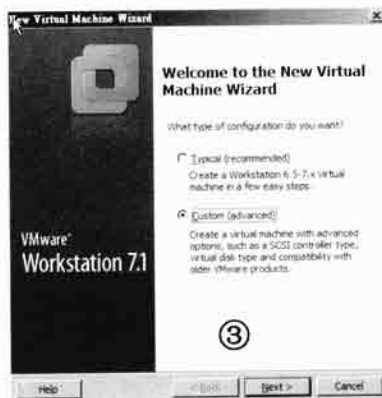 New Virtual Machine Wizard
Welcome to the New Virtual
Machine Wizard
What type of configuration do you want?
Typical (recommended)
Create a Workstation 6.5-7.x virtual
machine in a few easy steps.
Custom (advanced)
Create a virtual machine with advanced
options, such as a SCSI controller type,
virtual disk type and compatibility with
older VMware products.
VMware®
Workstation 7.1
③
Help
< Back
Next >
Cancel